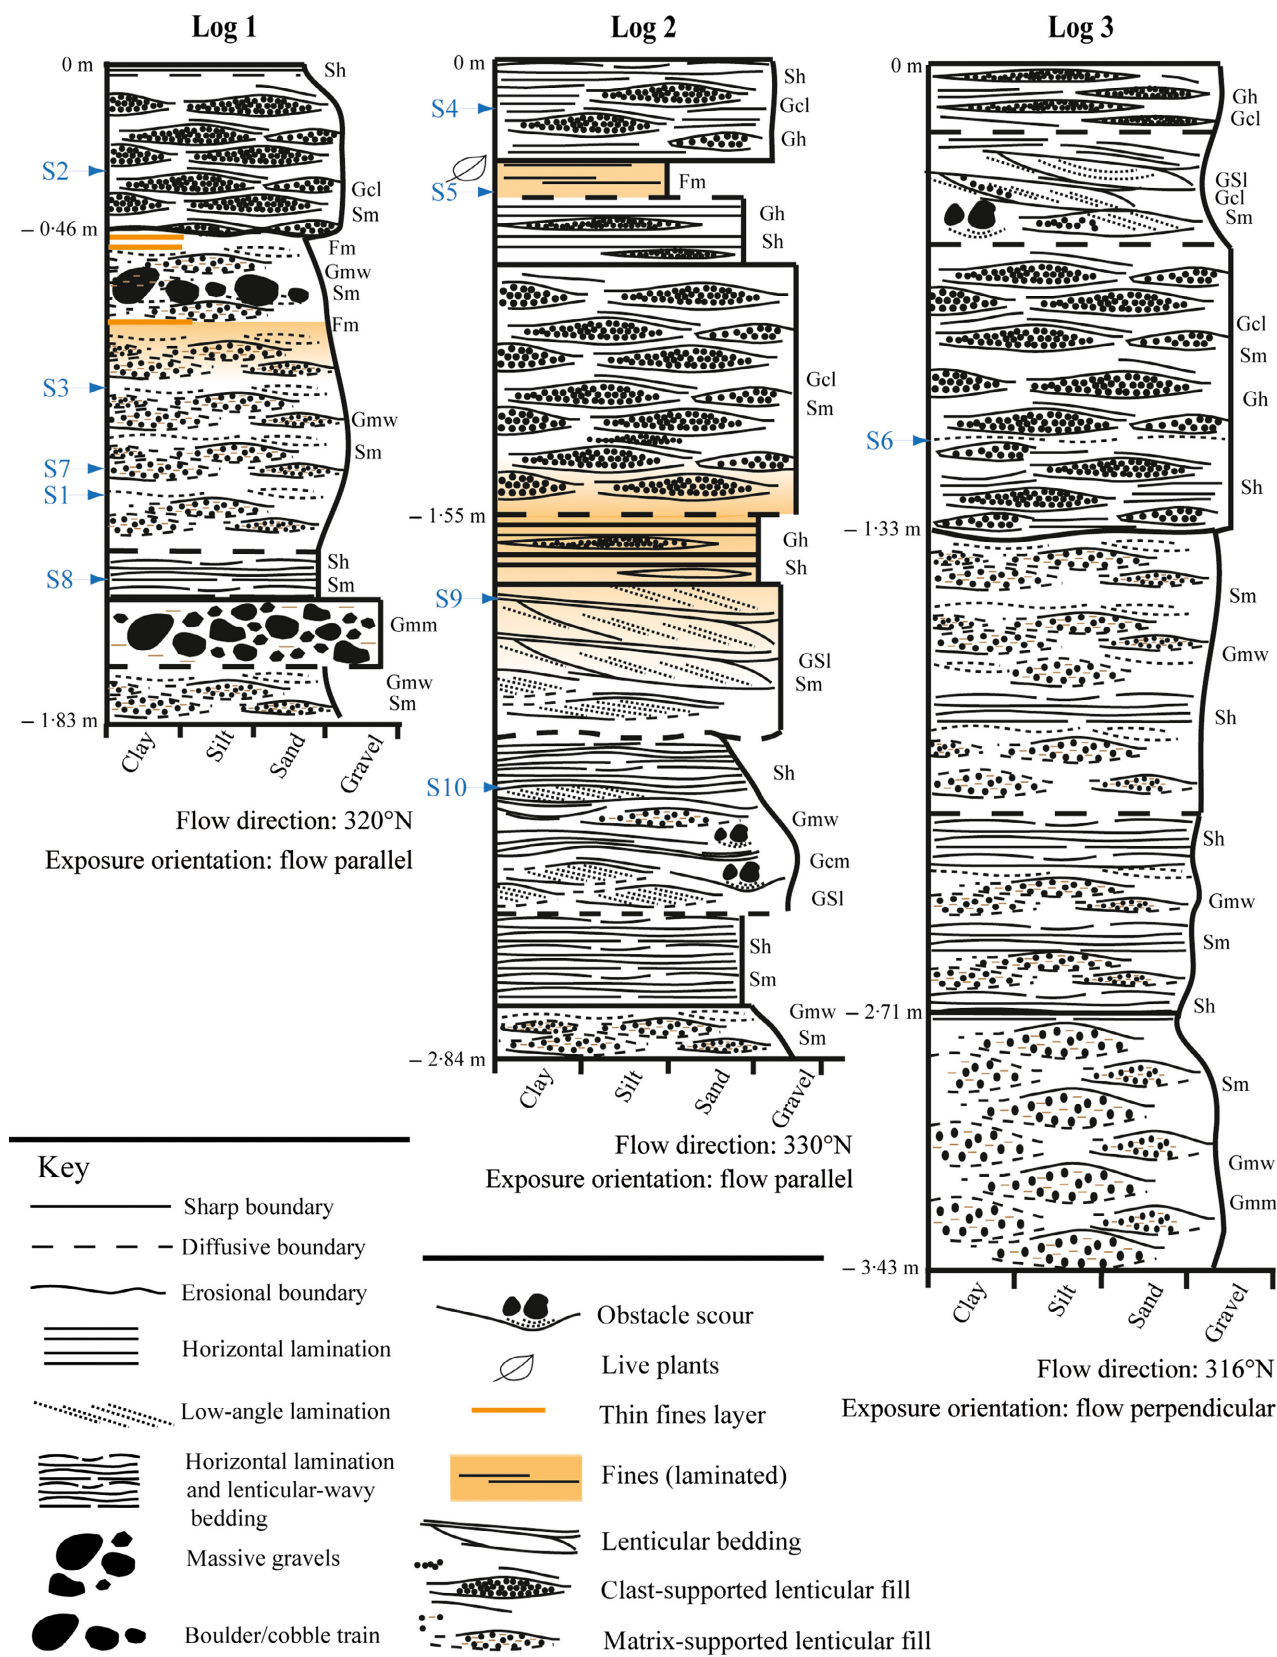 Log 1
0 m
Sh
S2
Gcl
Sm
– 0·46 m
Fm
Gmw
Sm
Fm
S3
Gmw
Sm
S7
S1
Sh
S8
Sm
Gmm
Gmw
Sm
– 1·83 m
Clay
Silt
Sand
Gravel
Flow direction: 320°N
Exposure orientation: flow parallel
Log 2
0 m
Sh
S4
Gcl
Gh
S5
Fm
Gh
Sh
Gcl
Sm
– 1·55 m
Gh
Sh
S9
GSl
Sm
Sh
S10
Gmw
Gcm
GSl
Sh
Sm
Gmw
Sm
– 2·84 m
Clay
Silt
Sand
Gravel
Flow direction: 330°N
Exposure orientation: flow parallel
Log 3
0 m
Gh
Gcl
GSl
Gcl
Sm
Gcl
Sm
Gh
S6
Sh
– 1·33 m
Sm
Gmw
Sh
Sh
Gmw
Sm
Sh
– 2·71 m
Sm
Gmw
Gmm
– 3·43 m
Clay
Silt
Sand
Gravel
Flow direction: 316°N
Exposure orientation: flow perpendicular
Key
Sharp boundary
Diffusive boundary
Erosional boundary
Horizontal lamination
Low-angle lamination
Horizontal lamination
and lenticular-wavy
bedding
Massive gravels
Boulder/cobble train
Obstacle scour
Live plants
Thin fines layer
Fines (laminated)
Lenticular bedding
Clast-supported lenticular fill
Matrix-supported lenticular fill